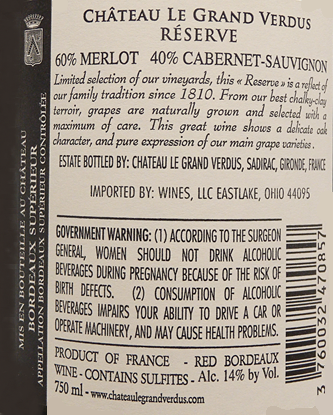 CHÂTEAU LE GRAND VERDUS
RÉSERVE
60% MERLOT 40% CABERNET-SAUVIGNON
Limited selection of our vineyards, this « Reserve » is a reflect of
our family tradition since 1810. From our best chalky-clay
terroir, grapes are naturally grown and selected with a
maximum of care. This great wine shows a delicate oak
character, and pure expression of our main grape varieties.
ESTATE BOTTLED BY: CHATEAU LE GRAND VERDUS, SADIRAC, GIRONDE, FRANCE
IMPORTED BY: WINES, LLC EASTLAKE, OHIO 44095
GOVERNMENT WARNING: (1) ACCORDING TO THE SURGEON
GENERAL, WOMEN SHOULD NOT DRINK ALCOHOLIC
BEVERAGES DURING PREGNANCY BECAUSE OF THE RISK OF
BIRTH DEFECTS. (2) CONSUMPTION OF ALCOHOLIC
BEVERAGES IMPAIRS YOUR ABILITY TO DRIVE A CAR OR
OPERATE MACHINERY, AND MAY CAUSE HEALTH PROBLEMS.
PRODUCT OF FRANCE - RED BORDEAUX
WINE - CONTAINS SULFITES - Alc. 14% by Vol.
750 ml - www.chateaulegrandverdus.com
3 760032 470857
MIS EN BOUTEILLE AU CHÂTEAU
BORDEAUX SUPÉRIEUR
APPELLATION BORDEAUX SUPÉRIEUR CONTRÔLÉE